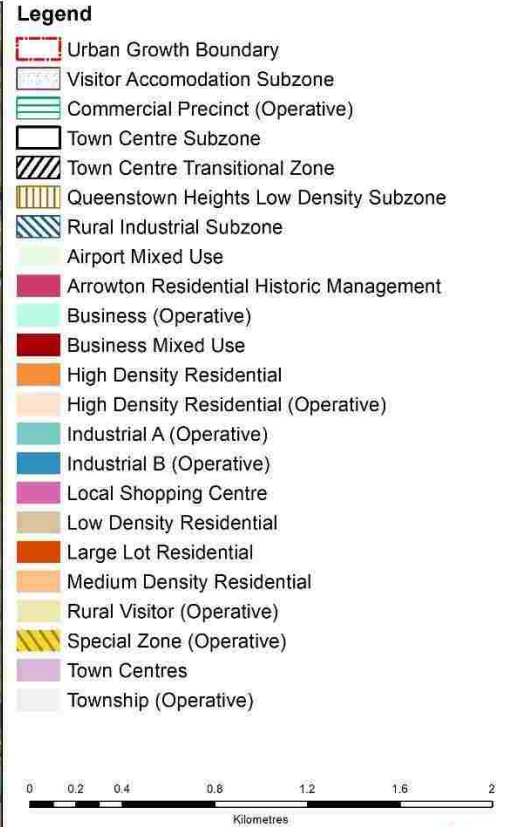 Legend
Urban Growth Boundary
Visitor Accomodation Subzone
Commercial Precinct (Operative)
Town Centre Subzone
Town Centre Transitional Zone
Queenstown Heights Low Density Subzone
Rural Industrial Subzone
Airport Mixed Use
Arrowton Residential Historic Management
Business (Operative)
Business Mixed Use
High Density Residential
High Density Residential (Operative)
Industrial A (Operative)
Industrial B (Operative)
Local Shopping Centre
Low Density Residential
Large Lot Residential
Medium Density Residential
Rural Visitor (Operative)
Special Zone (Operative)
Town Centres
Township (Operative)
0 0.2 0.4 0.8 1.2 1.6 2
Kilometres